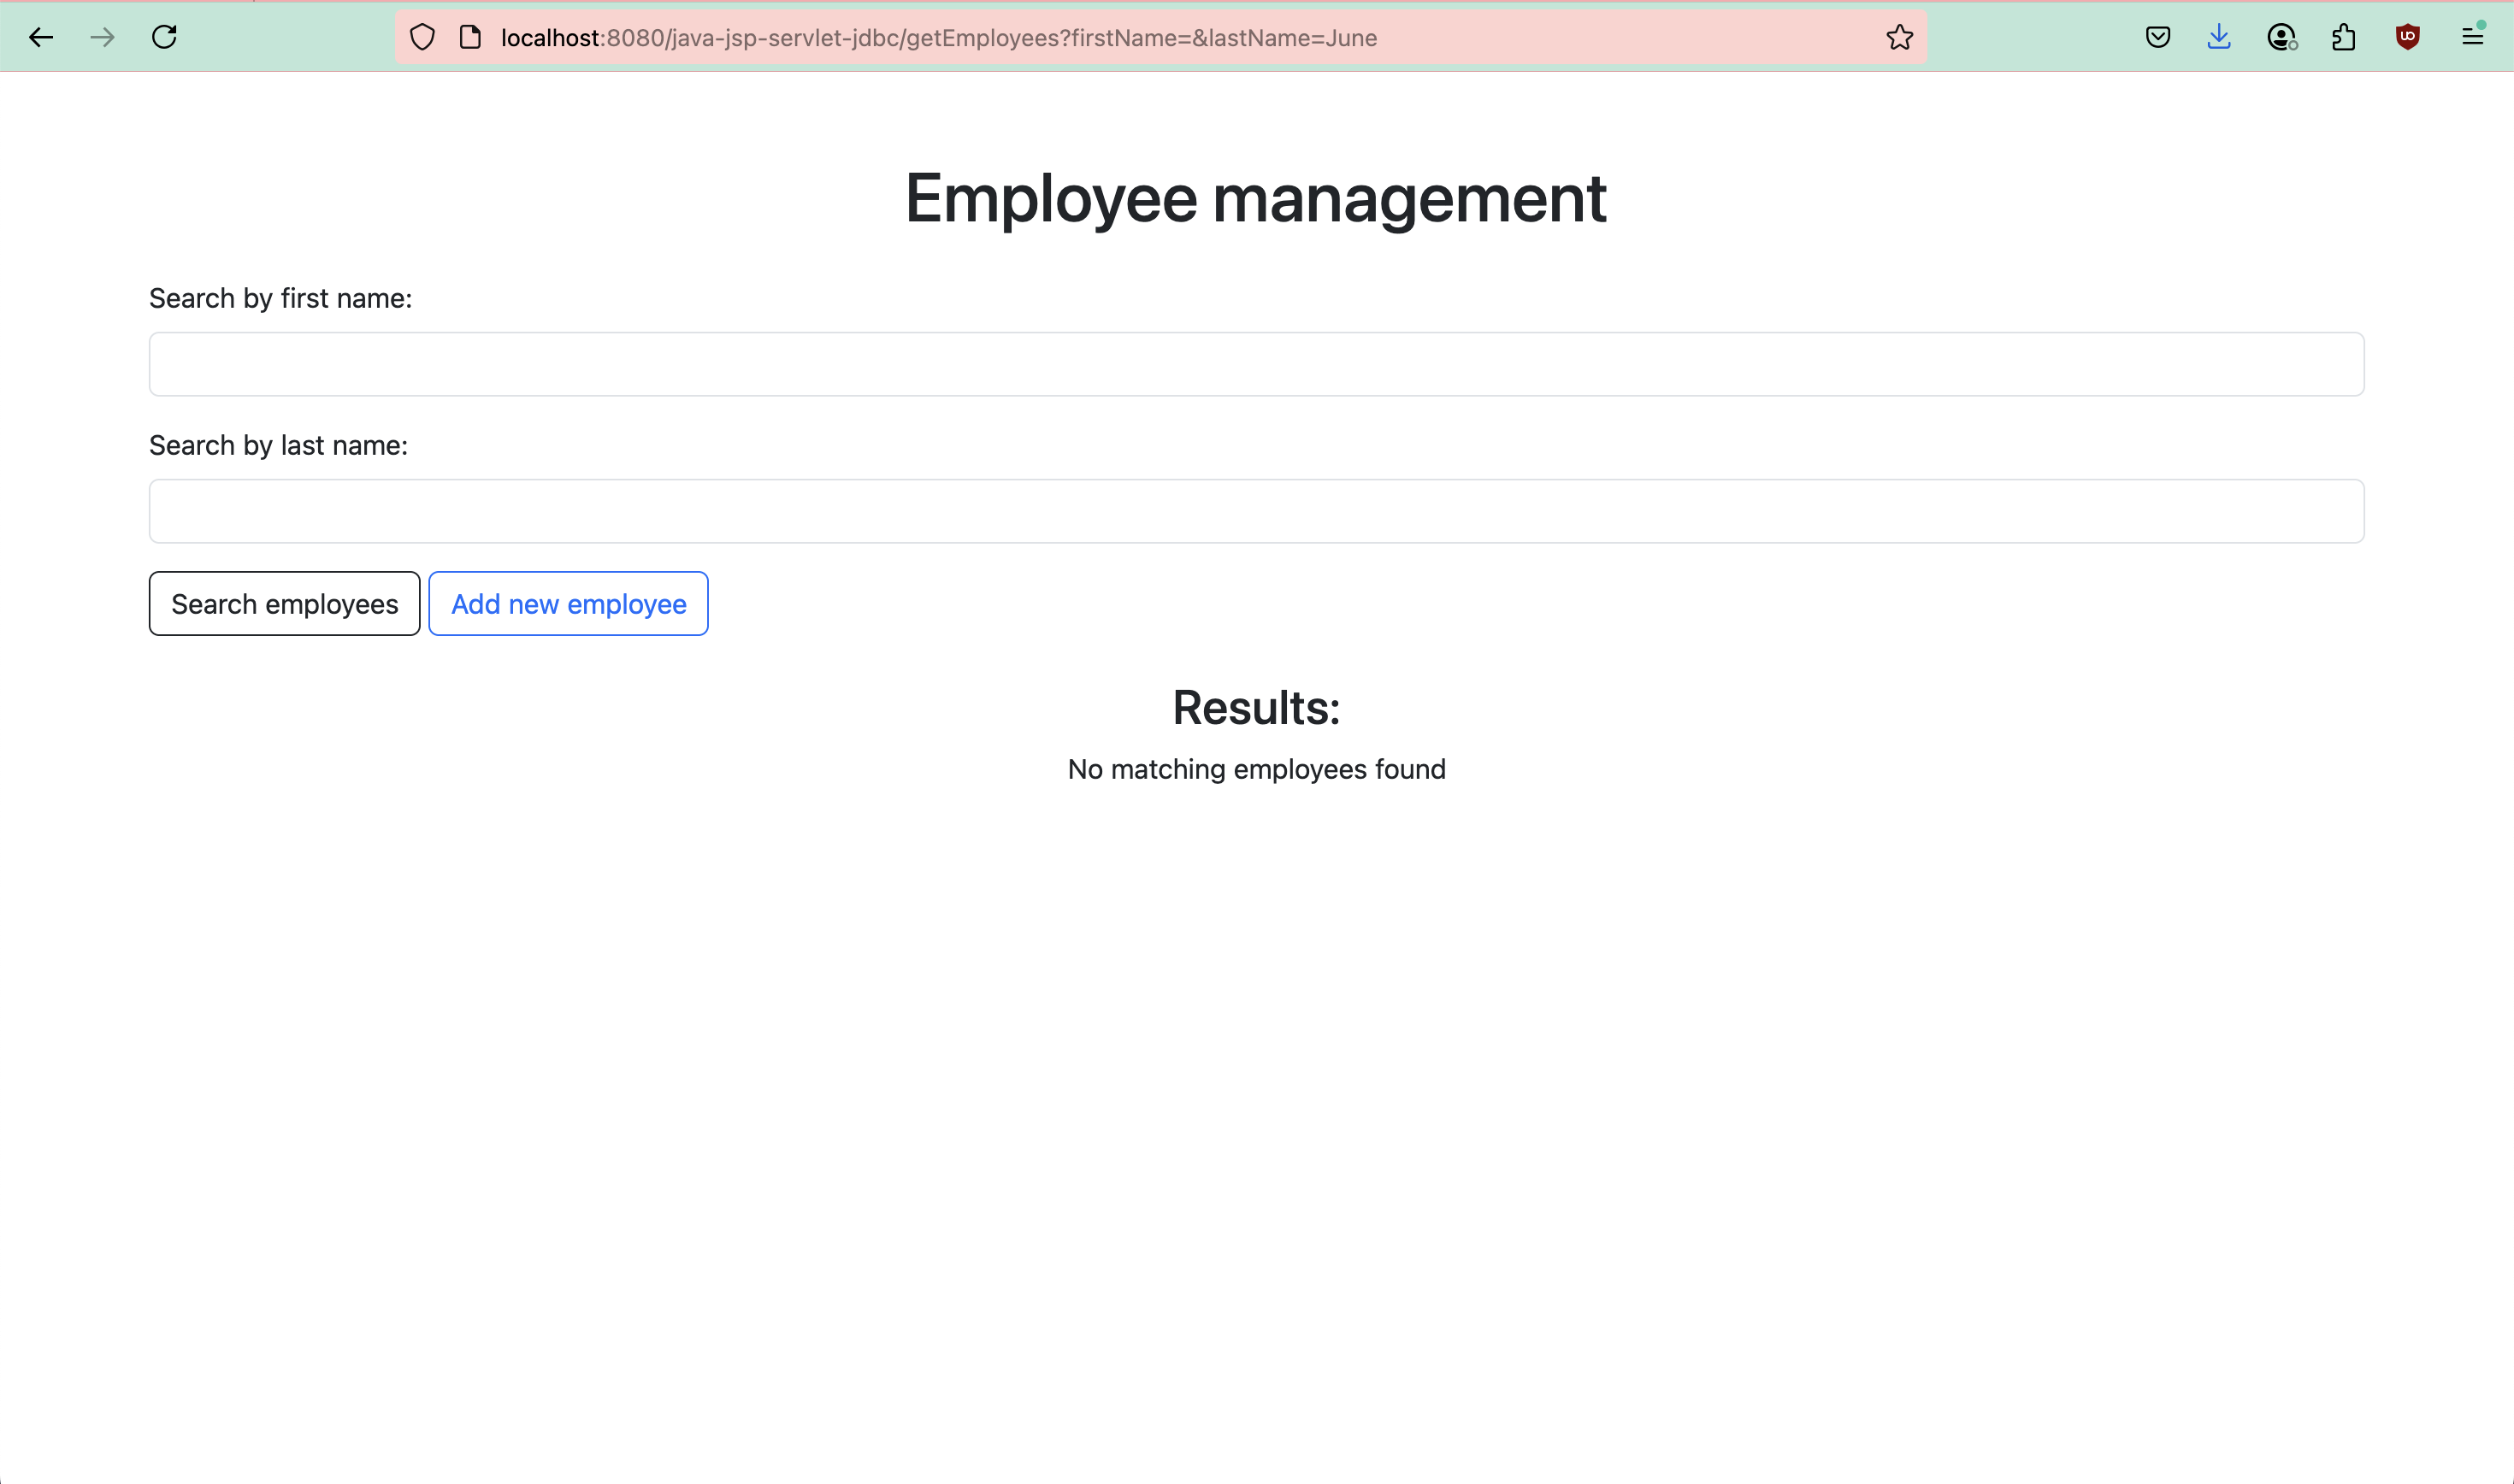 localhost:8080/java-jsp-servlet-jdbc/getEmployees?firstName=&lastName=June
Employee management
Search by first name:
Search by last name:
Search employees Add new employee
Results:
No matching employees found